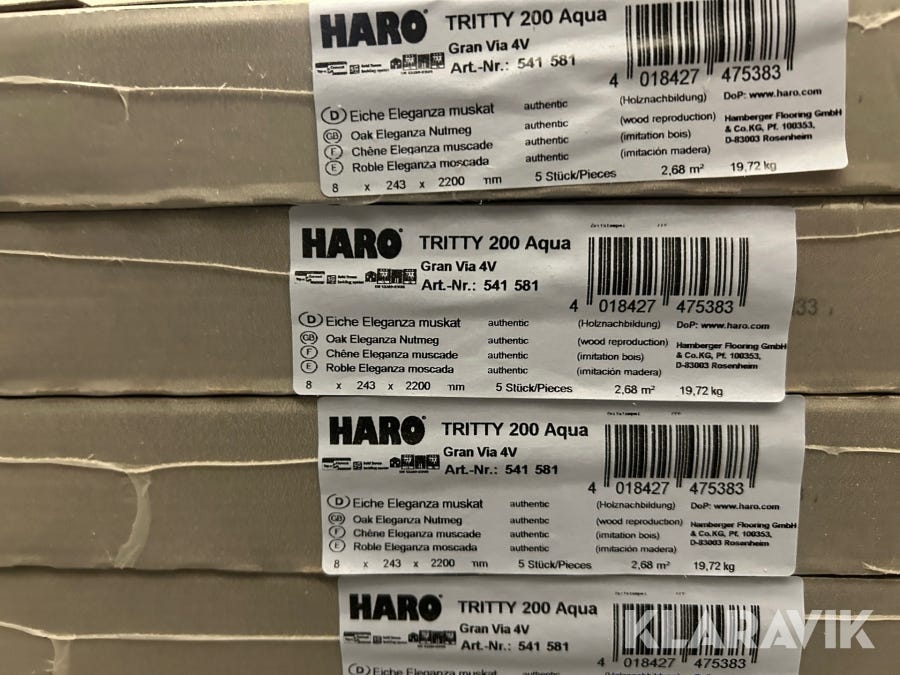 HARO TRITTY 200 Aqua
Gran Via 4V
Art.-Nr.: 541 581
4 018427 475383
D Eiche Eleganza muskat authentic (Holznachbildung) DoP: www.haro.com
GB Oak Eleganza Nutmeg authentic (wood reproduction) Hamberger Flooring GmbH
F Chêne Eleganza muscade authentic (imitation bois) & Co.KG, Pf. 100353,
E Roble Eleganza moscada authentic (imitación madera) D-83003 Rosenheim
8 x 243 x 2200 mm 5 Stück/Pieces 2,68 m² 19,72 kg
HARO TRITTY 200 Aqua
Gran Via 4V
Art.-Nr.: 541 581
4 018427 475383
D Eiche Eleganza muskat authentic (Holznachbildung) DoP: www.haro.com
GB Oak Eleganza Nutmeg authentic (wood reproduction) Hamberger Flooring GmbH
F Chêne Eleganza muscade authentic (imitation bois) & Co.KG, Pf. 100353,
E Roble Eleganza moscada authentic (imitación madera) D-83003 Rosenheim
8 x 243 x 2200 mm 5 Stück/Pieces 2,68 m² 19,72 kg
HARO TRITTY 200 Aqua
Gran Via 4V
Art.-Nr.: 541 581
4 018427 475383
D Eiche Eleganza muskat authentic (Holznachbildung) DoP: www.haro.com
GB Oak Eleganza Nutmeg authentic (wood reproduction) Hamberger Flooring GmbH
F Chêne Eleganza muscade authentic (imitation bois) & Co.KG, Pf. 100353,
E Roble Eleganza moscada authentic (imitación madera) D-83003 Rosenheim
8 x 243 x 2200 mm 5 Stück/Pieces 2,68 m² 19,72 kg
HARO TRITTY 200 Aqua
Gran Via 4V
Art.-Nr.: 541 581
4 018427 475383
D Eiche Eleganza muskat
KLARAVIK